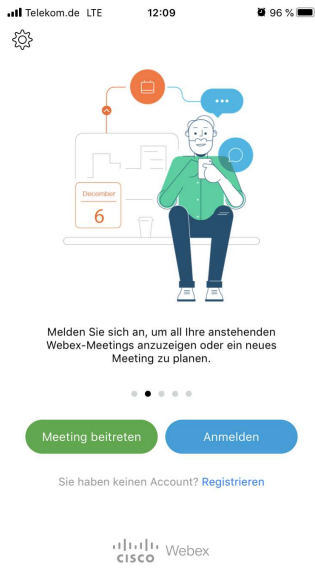 Telekom.de LTE 12:09 96 %
December
6
Melden Sie sich an, um all Ihre anstehenden
Webex-Meetings anzuzeigen oder ein neues
Meeting zu planen.
Meeting beitreten Anmelden
Sie haben keinen Account? Registrieren
CISCO Webex